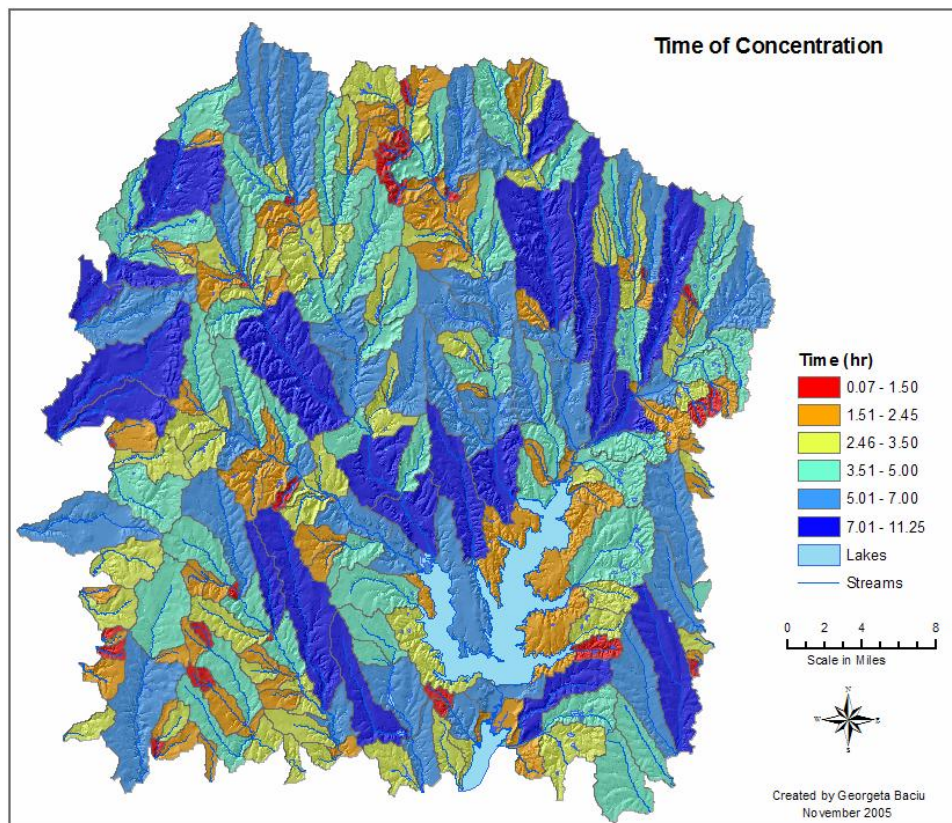 Time of Concentration
Time (hr)
0.07 - 1.50
1.51 - 2.45
2.46 - 3.50
3.51 - 5.00
5.01 - 7.00
7.01 - 11.25
Lakes
Streams
0 2 4 8
Scale in Miles
N
W E
S
Created by Georgeta Baciu
November 2005